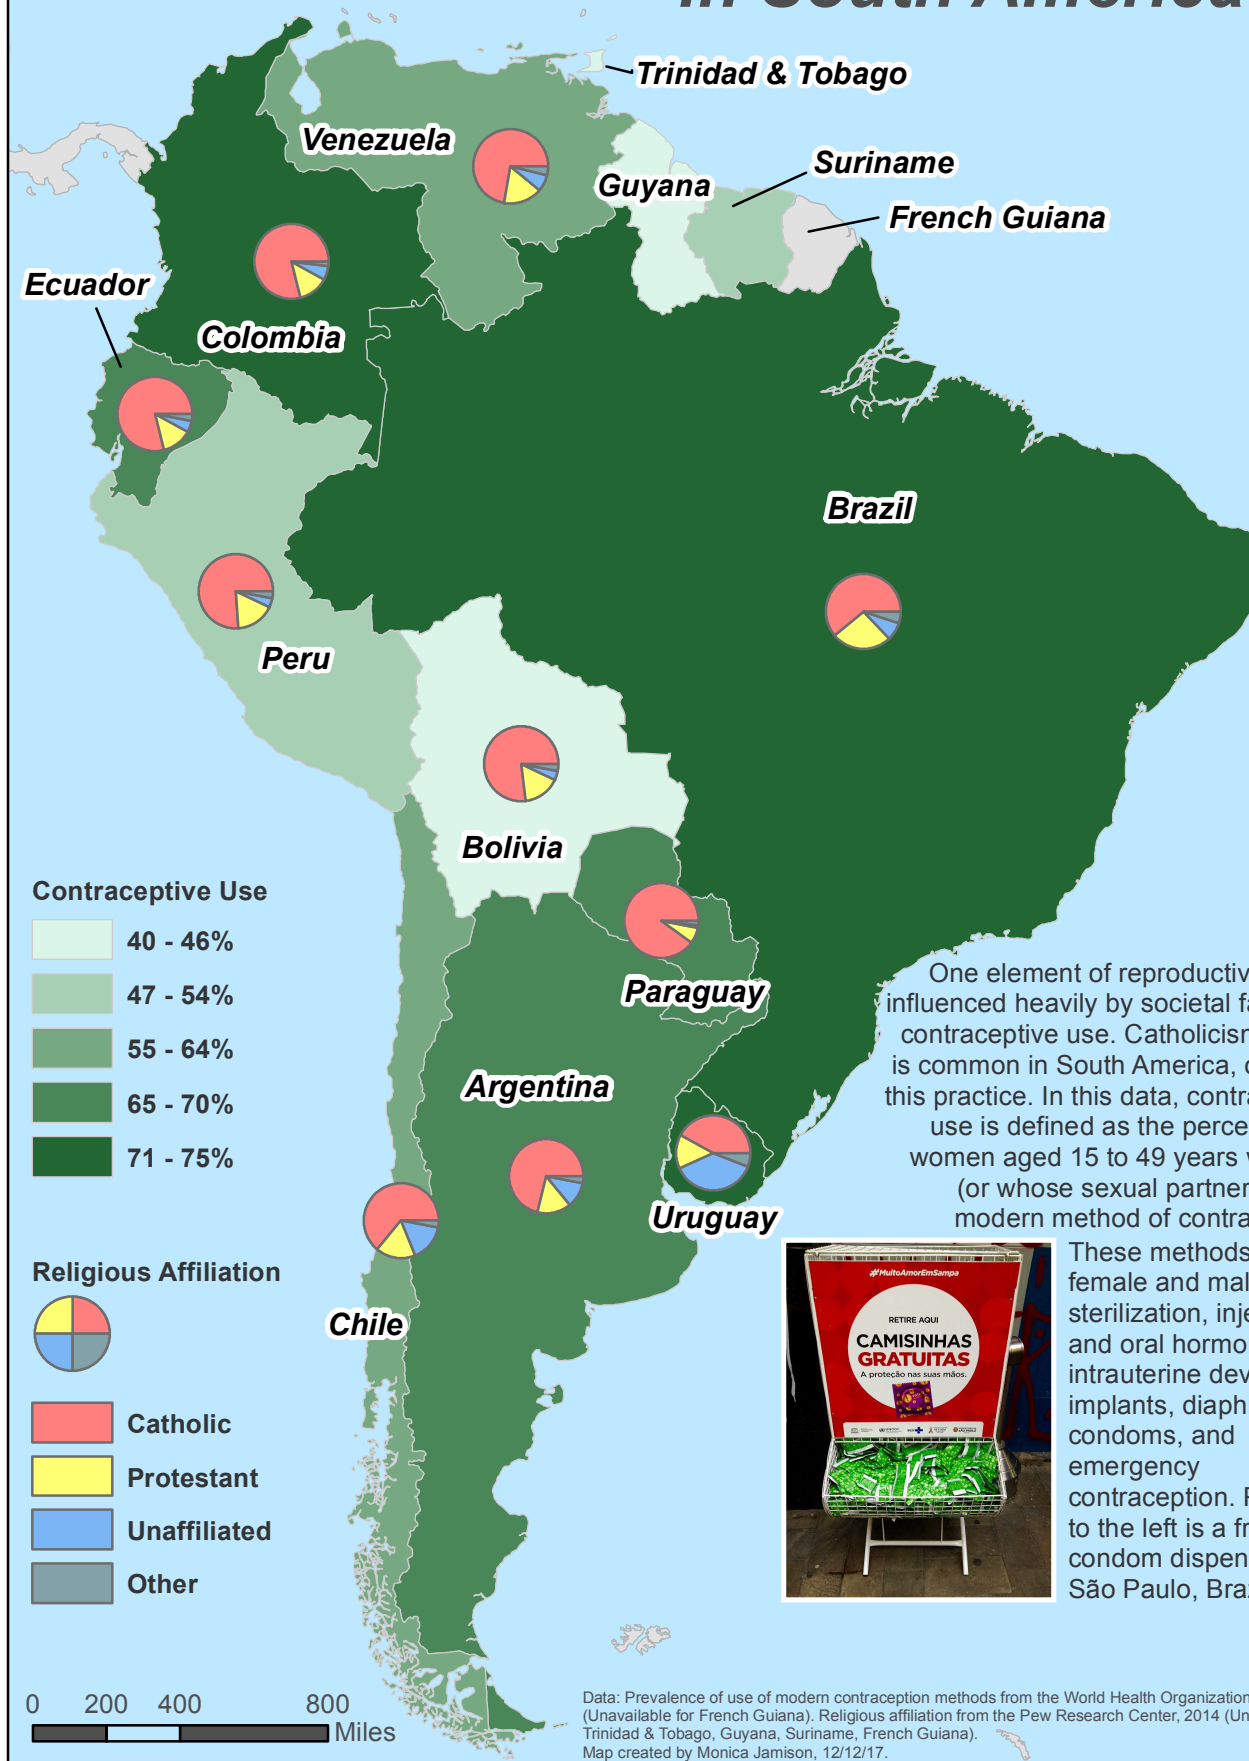 in South America
Trinidad & Tobago
Venezuela
Suriname
Guyana
French Guiana
Ecuador
Colombia
Brazil
Peru
Bolivia
Paraguay
Argentina
Uruguay
Chile
Contraceptive Use
40 - 46%
47 - 54%
55 - 64%
65 - 70%
71 - 75%
Religious Affiliation
Catholic
Protestant
Unaffiliated
Other
0 200 400 800
Miles
One element of reproductiv
influenced heavily by societal fa
contraceptive use. Catholicism
is common in South America,
this practice. In this data, contra
use is defined as the perce
women aged 15 to 49 years
(or whose sexual partner
modern method of contra
These methods
female and mal
sterilization, inje
and oral hormo
intrauterine dev
implants, diaph
condoms, and
emergency
contraception.
to the left is a fr
condom dispen
São Paulo, Bra
#MuitoAmorEmSampa
RETIRE AQUI
CAMISINHAS
GRATUITAS
A proteção nas suas mãos.
Data: Prevalence of use of modern contraception methods from the World Health Organization
(Unavailable for French Guiana). Religious affiliation from the Pew Research Center, 2014 (Un
Trinidad & Tobago, Guyana, Suriname, French Guiana).
Map created by Monica Jamison, 12/12/17.